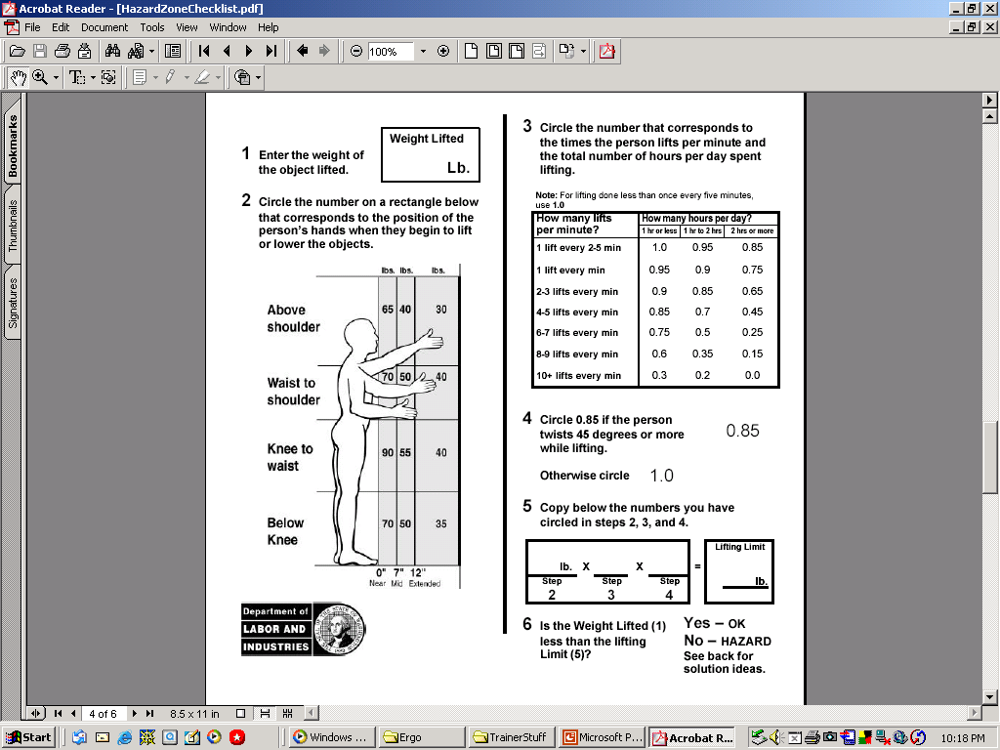 Acrobat Reader - [HazardZoneChecklist.pdf]
File Edit Document Tools View Window Help
100%
Bookmarks
Thumbnails
Signatures
1 Enter the weight of
the object lifted.
Weight Lifted
Lb.
2 Circle the number on a rectangle below
that corresponds to the position of the
person's hands when they begin to lift
or lower the objects.
lbs. lbs. lbs.
Above
shoulder
65 40 30
Waist to
shoulder
70 50 40
Knee to
waist
90 55 40
Below
Knee
70 50 35
0" 7" 12"
Near Mid Extended
Department of
LABOR AND
INDUSTRIES
3 Circle the number that corresponds to
the times the person lifts per minute and
the total number of hours per day spent
lifting.
Note: For lifting done less than once every five minutes,
use 1.0
How many lifts
per minute?
How many hours per day?
1 hr or less 1 hr to 2 hrs 2 hrs or more
1 lift every 2-5 min 1.0 0.95 0.85
1 lift every min 0.95 0.9 0.75
2-3 lifts every min 0.9 0.85 0.65
4-5 lifts every min 0.85 0.7 0.45
6-7 lifts every min 0.75 0.5 0.25
8-9 lifts every min 0.6 0.35 0.15
10+ lifts every min 0.3 0.2 0.0
4 Circle 0.85 if the person
twists 45 degrees or more
while lifting.
0.85
Otherwise circle 1.0
5 Copy below the numbers you have
circled in steps 2, 3, and 4.
Lifting Limit
lb. X X = lb.
Step Step Step
2 3 4
6 Is the Weight Lifted (1)
less than the lifting
Limit (5)?
Yes – OK
No – HAZARD
See back for
solution ideas.
4 of 6 8.5 x 11 in
Start Windows ... Ergo TrainerStuff Microsoft P... Acrobat R... 10:18 PM